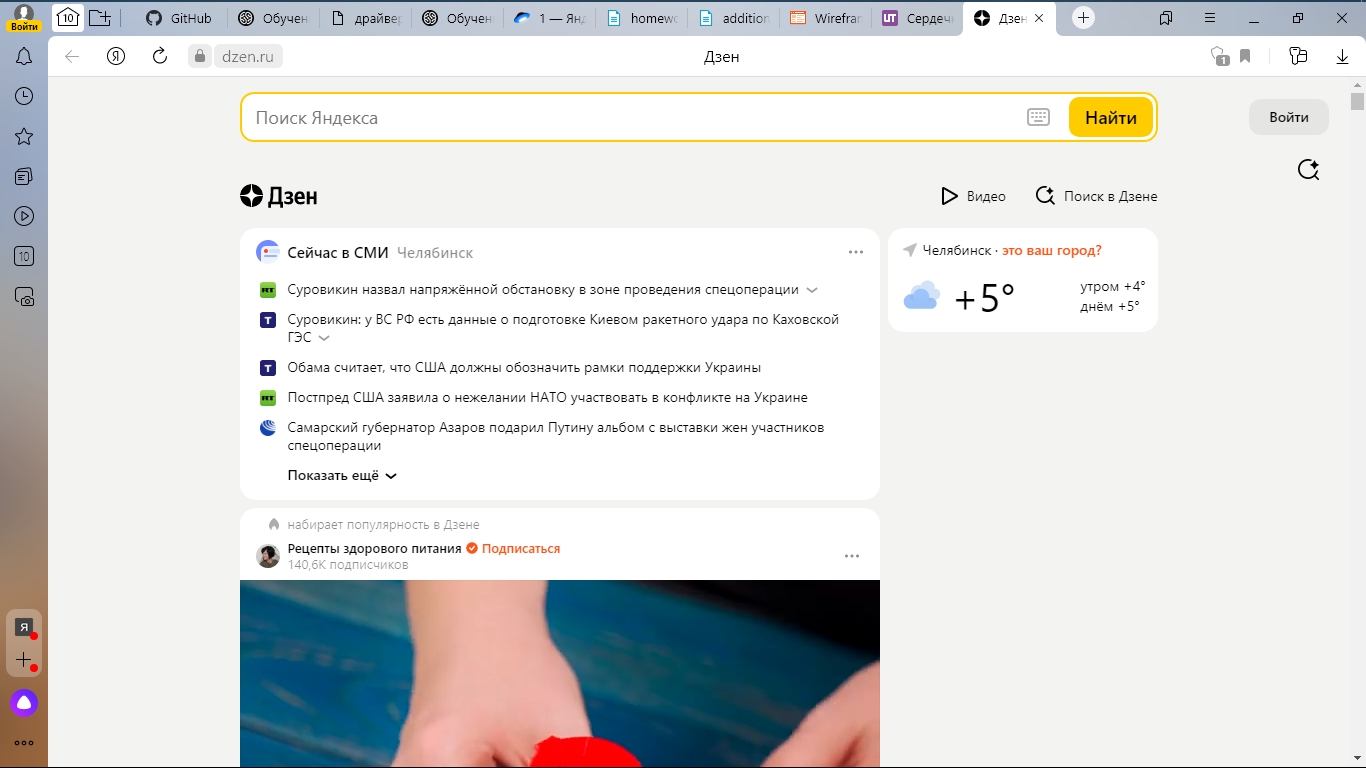 Войти
10
GitHub
Обучен
драйвер
Обучен
1 — Янд
homewo
addition
Wirefran
UT
Сердеч
Дзен
Я
dzen.ru
Дзен
1
Поиск Яндекса
Найти
Войти
Дзен
Видео
Поиск в Дзене
Сейчас в СМИ Челябинск
RT Суровикин назвал напряжённой обстановку в зоне проведения спецоперации
Т Суровикин: у ВС РФ есть данные о подготовке Киевом ракетного удара по Каховской
ГЭС
Т Обама считает, что США должны обозначить рамки поддержки Украины
RT Постпред США заявила о нежелании НАТО участвовать в конфликте на Украине
Самарский губернатор Азаров подарил Путину альбом с выставки жен участников
спецоперации
Показать ещё
Челябинск · это ваш город?
+5°
утром +4°
днём +5°
набирает популярность в Дзене
Рецепты здорового питания Подписаться
140,6K подписчиков
10
Я